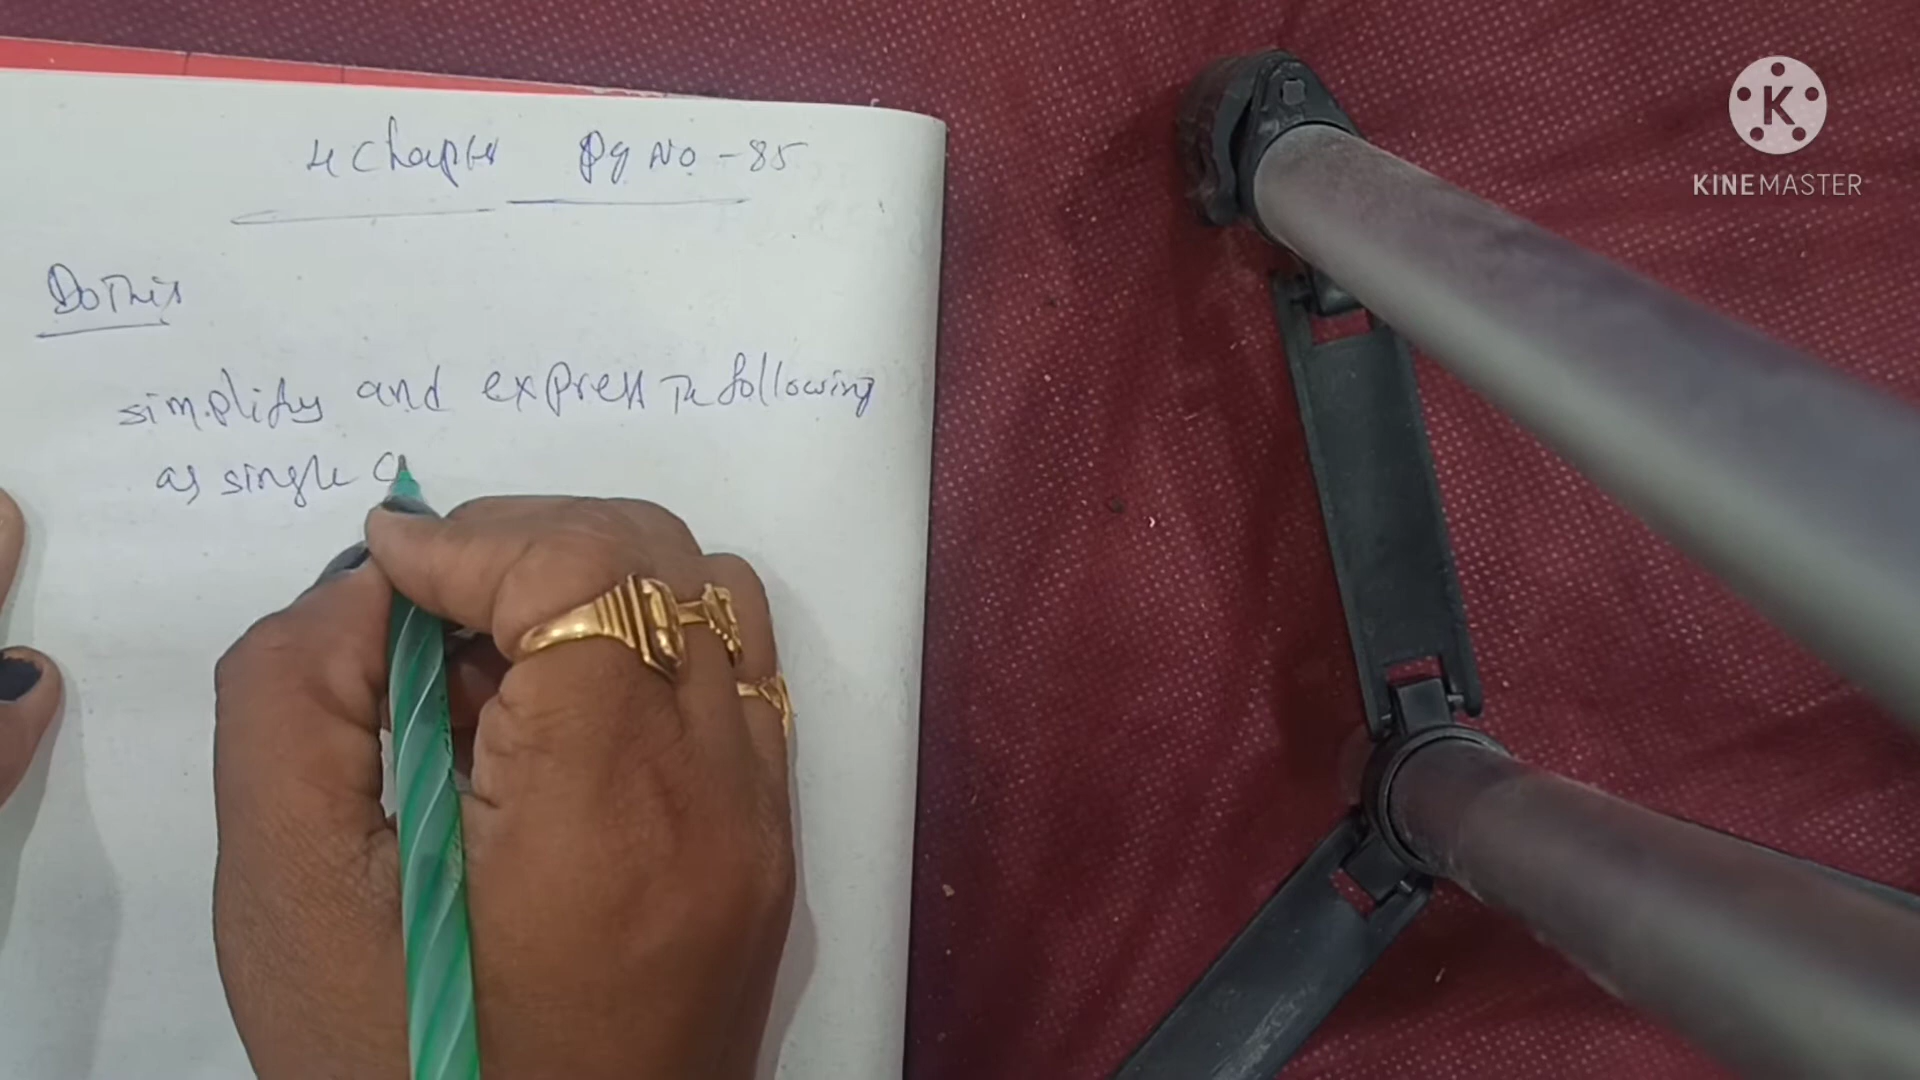 4 Chapter Pg No - 85
Do This
simplify and express The following
as single
K
KINEMASTER